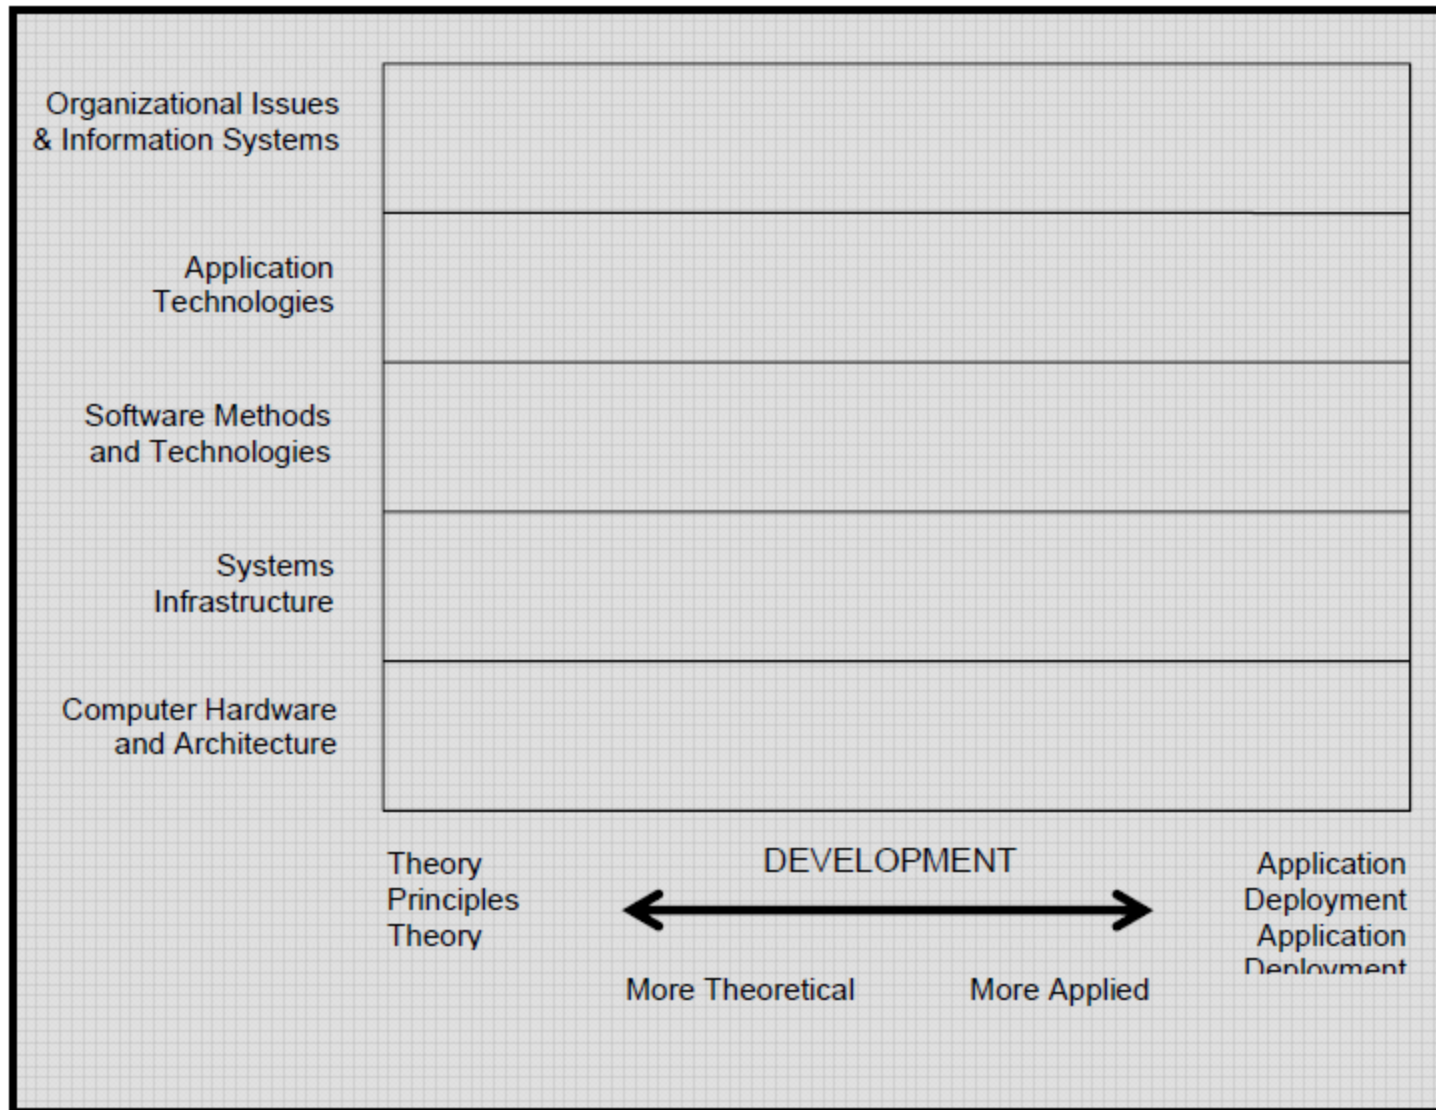 Organizational Issues
& Information Systems
Application
Technologies
Software Methods
and Technologies
Systems
Infrastructure
Computer Hardware
and Architecture
Theory
Principles
Theory
DEVELOPMENT
More Theoretical
More Applied
Application
Deployment
Application
Deployment